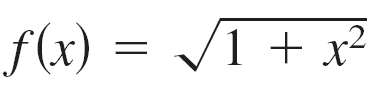 f(x) = √(1 + x²)